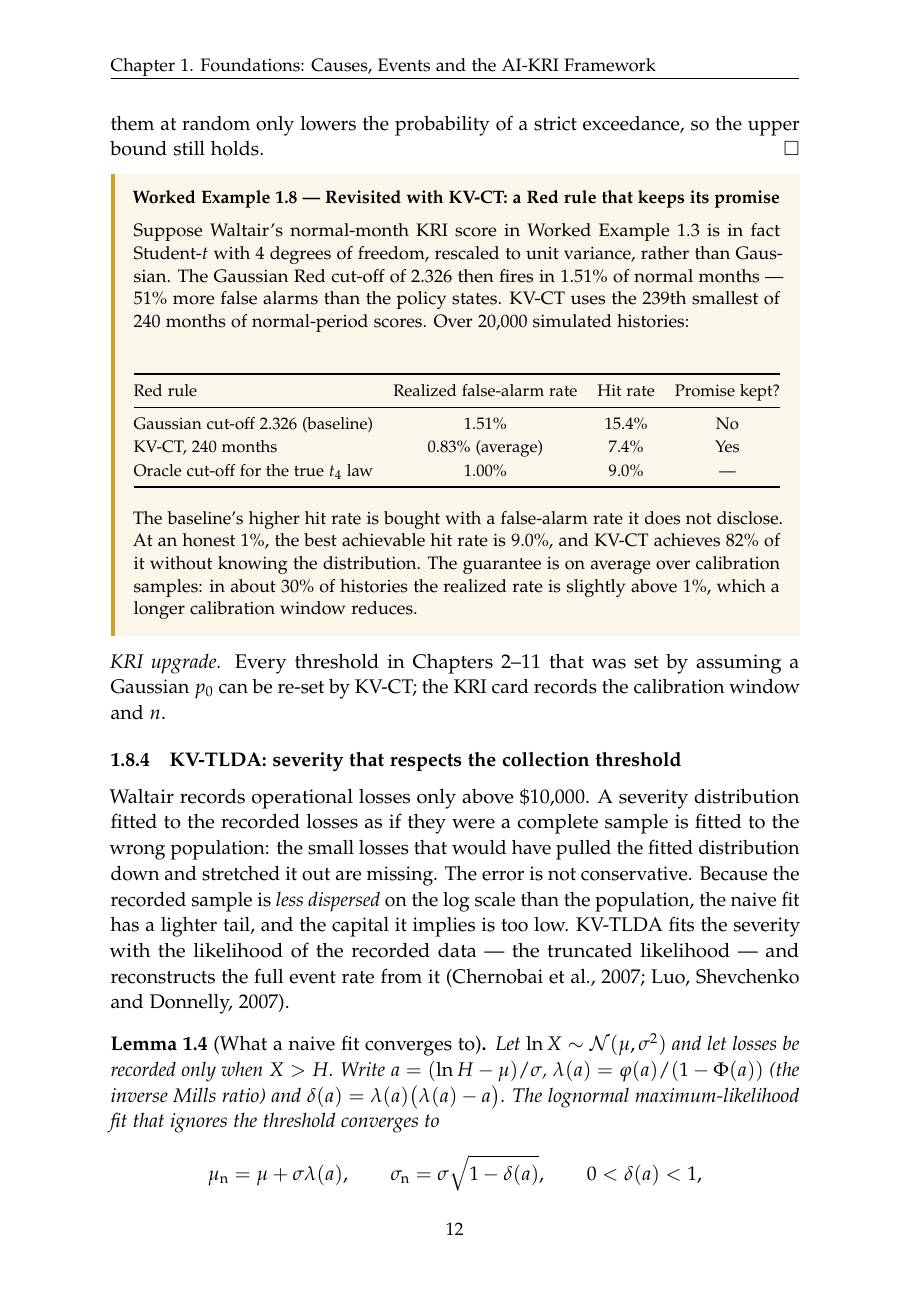 Chapter 1. Foundations: Causes, Events and the AI-KRI Framework
them at random only lowers the probability of a strict exceedance, so the upper
bound still holds. □
Worked Example 1.8 — Revisited with KV-CT: a Red rule that keeps its promise
Suppose Waltair’s normal-month KRI score in Worked Example 1.3 is in fact
Student-t with 4 degrees of freedom, rescaled to unit variance, rather than Gaus-
sian. The Gaussian Red cut-off of 2.326 then fires in 1.51% of normal months —
51% more false alarms than the policy states. KV-CT uses the 239th smallest of
240 months of normal-period scores. Over 20,000 simulated histories:
Red rule Realized false-alarm rate Hit rate Promise kept?
Gaussian cut-off 2.326 (baseline) 1.51% 15.4% No
KV-CT, 240 months 0.83% (average) 7.4% Yes
Oracle cut-off for the true t₄ law 1.00% 9.0% —
The baseline’s higher hit rate is bought with a false-alarm rate it does not disclose.
At an honest 1%, the best achievable hit rate is 9.0%, and KV-CT achieves 82% of
it without knowing the distribution. The guarantee is on average over calibration
samples: in about 30% of histories the realized rate is slightly above 1%, which a
longer calibration window reduces.
KRI upgrade. Every threshold in Chapters 2–11 that was set by assuming a
Gaussian p₀ can be re-set by KV-CT; the KRI card records the calibration window
and n.
1.8.4 KV-TLDA: severity that respects the collection threshold
Waltair records operational losses only above $10,000. A severity distribution
fitted to the recorded losses as if they were a complete sample is fitted to the
wrong population: the small losses that would have pulled the fitted distribution
down and stretched it out are missing. The error is not conservative. Because the
recorded sample is less dispersed on the log scale than the population, the naive fit
has a lighter tail, and the capital it implies is too low. KV-TLDA fits the severity
with the likelihood of the recorded data — the truncated likelihood — and
reconstructs the full event rate from it (Chernobai et al., 2007; Luo, Shevchenko
and Donnelly, 2007).
Lemma 1.4 (What a naive fit converges to). Let ln X ∼ 𝒩(μ, σ²) and let losses be
recorded only when X > H. Write a = (ln H − μ)/σ, λ(a) = φ(a)/(1 − Φ(a)) (the
inverse Mills ratio) and δ(a) = λ(a)(λ(a) − a). The lognormal maximum-likelihood
fit that ignores the threshold converges to
μₙ = μ + σλ(a), σₙ = σ√(1 − δ(a)), 0 < δ(a) < 1,
12